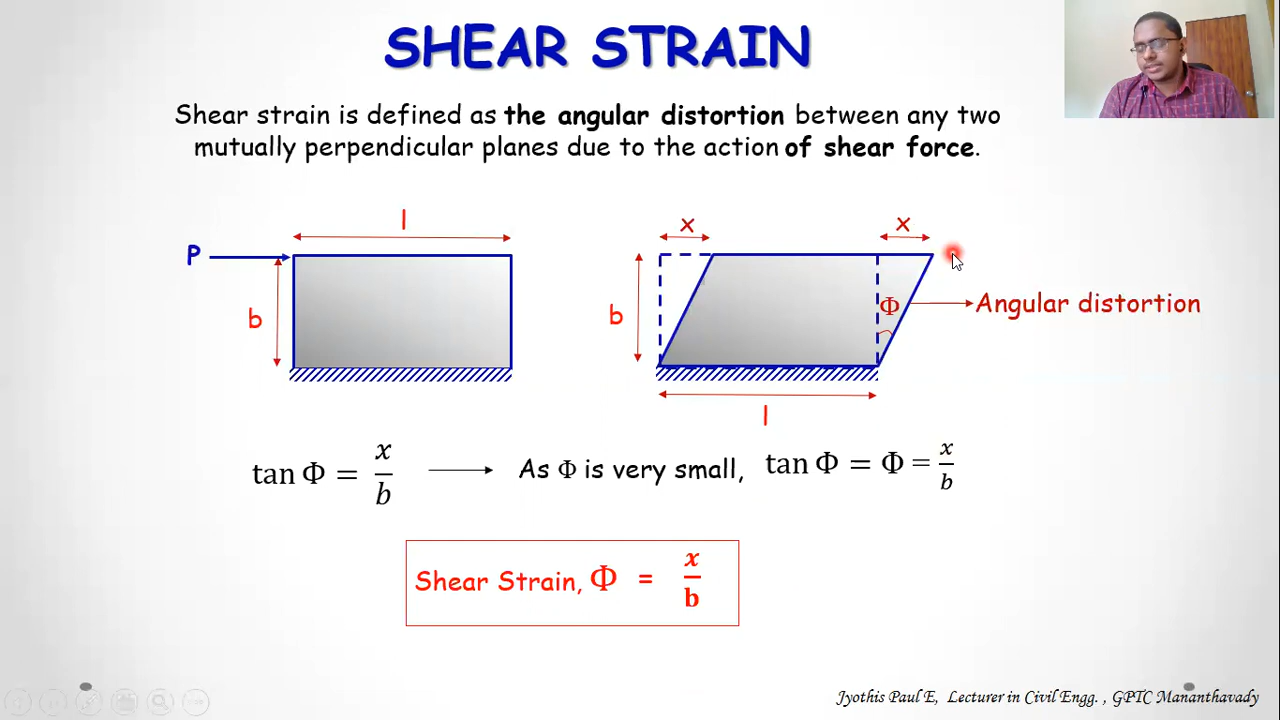 SHEAR STRAIN
Shear strain is defined as the angular distortion between any two
mutually perpendicular planes due to the action of shear force.
l
P
b
x
x
b
Φ
Angular distortion
l
tan Φ = x/b
As Φ is very small, tan Φ = Φ = x/b
Shear Strain, Φ = x/b
Jyothis Paul E, Lecturer in Civil Engg. , GPTC Mananthavady